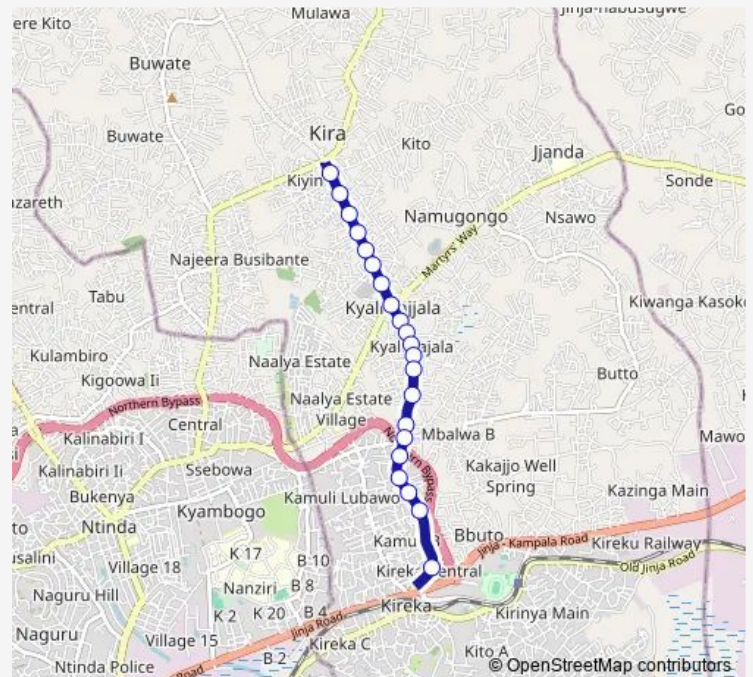 ere Kito
Mulawa
Jinja-nabusugwe
Buwate
Go
Kira
Buwate
Kito
Jjanda
Kiyin
Sonde
azareth
Namugongo
Nsawo
Martyrs' Way
Najeera Busibante
Tabu
entral
Kyali
jjala
Kiwanga Kasok
Kulambiro
Naalya Estate
Kyal
ajala
Kigoowa Ii
Butto
Northern Bypass
Naalya Estate
Village
Central
Kalinabiri I
Northern Bypass
Mbalwa B
Mawo
Ssebowa
Kalinabiri Ii
Kakajjo Well
Spring
Bukenya
Kamuli Lubawo
Kazinga Main
Kyambogo
to
Ntinda
Kamu
B
Bbuto
Jinja - Kampala Road
Kireku Railway
usalini
Village 18
K 17
B 10
Kirek
entral
Old Jinja Road
Nanziri
B 8
Naguru Hill
Kireka
K 2
K 20
B 4
Kirinya Main
Jinja Road
Naguru
Village 15
Kireka C
Kito A
B 2
Ntinda Police
Road
© OpenStreetMap contributors